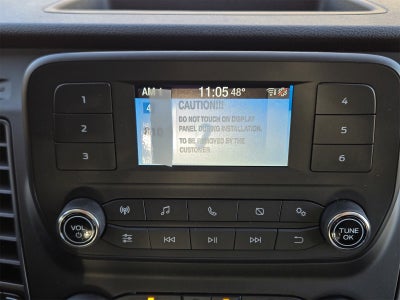 AM 11:05 48°
CAUTION!!!
DO NOT TOUCH ON DISPLAY
PANEL DURING INSTALLATION.
TO BE REMOVED BY THE
CUSTOMER
1
2
3
4
5
6
VOL
TUNE
OK